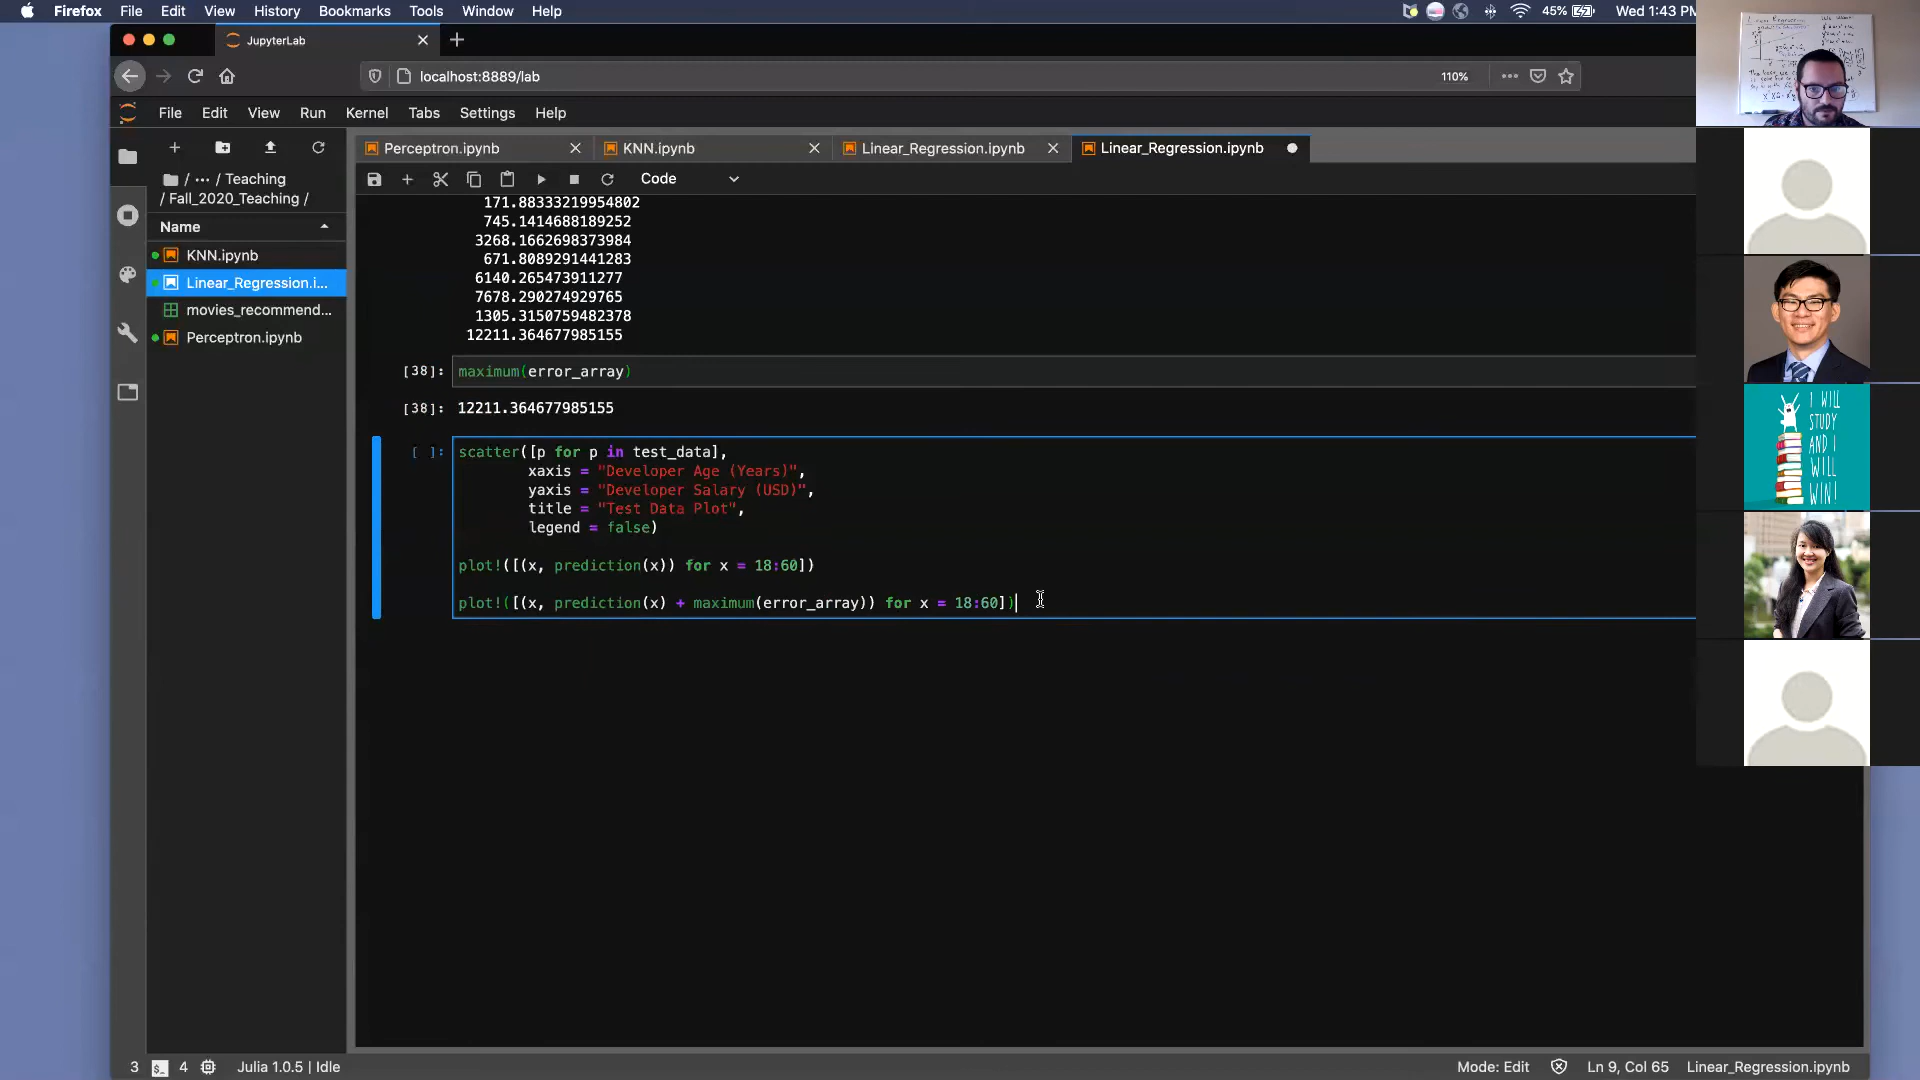 Firefox File Edit View History Bookmarks Tools Window Help
45% Wed 1:43 PM
JupyterLab
localhost:8889/lab
110%
File Edit View Run Kernel Tabs Settings Help
Perceptron.ipynb
KNN.ipynb
Linear_Regression.ipynb
Linear_Regression.ipynb
/ ··· / Teaching
/ Fall_2020_Teaching /
Code
Name
KNN.ipynb
Linear_Regression.i...
movies_recommend...
Perceptron.ipynb
171.88333219954802
745.1414688189252
3268.1662698373984
671.8089291441283
6140.265473911277
7678.290274929765
1305.3150759482378
12211.364677985155
[38]: maximum(error_array)
[38]: 12211.364677985155
[ ]: scatter([p for p in test_data],
xaxis = "Developer Age (Years)",
yaxis = "Developer Salary (USD)",
title = "Test Data Plot",
legend = false)
plot!([(x, prediction(x)) for x = 18:60])
plot!([(x, prediction(x) + maximum(error_array)) for x = 18:60])
I WILL
STUDY
AND I
WILL
WIN!
3 $_ 4 Julia 1.0.5 | Idle
Mode: Edit Ln 9, Col 65 Linear_Regression.ipynb